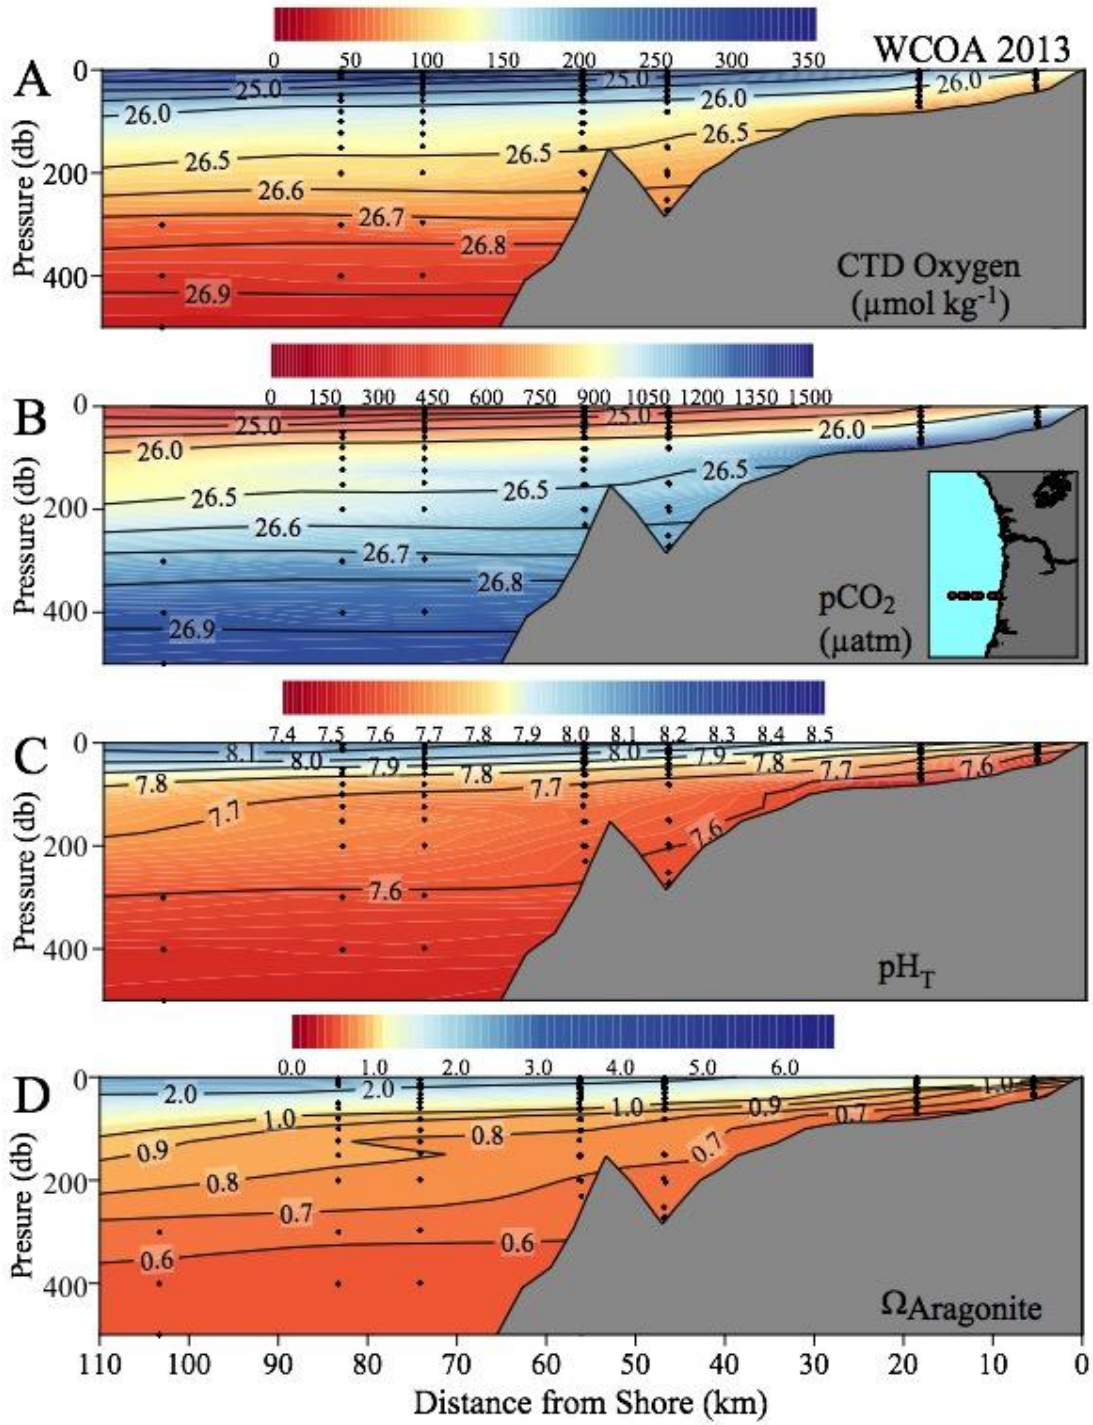 0 50 100 150 200 250 300 350
WCOA 2013
A
25.0 25.0 26.0
26.0 26.0
26.5 26.5 26.5
26.6
26.7
26.8
26.9
0
200
400
Pressure (db)
CTD Oxygen
(μmol kg-1)
0 150 300 450 600 750 900 1050 1200 1350 1500
B
25.0 25.0
26.0 26.0
26.5 26.5 26.5
26.6
26.7
26.8
26.9
0
200
400
Pressure (db)
pCO2
(μatm)
7.4 7.5 7.6 7.7 7.8 7.9 8.0 8.1 8.2 8.3 8.4 8.5
C
8.1 8.0 7.9 7.8 8.0 7.9 7.8 7.7 7.6
7.8 7.7
7.7
7.6
7.6
0
200
400
Pressure (db)
pHT
0.0 1.0 2.0 3.0 4.0 5.0 6.0
D
2.0 2.0 1.0
1.0 1.0 0.9 0.7
0.9 0.8 0.7
0.8
0.7
0.6 0.6
0
200
400
Presure (db)
ΩAragonite
110 100 90 80 70 60 50 40 30 20 10 0
Distance from Shore (km)